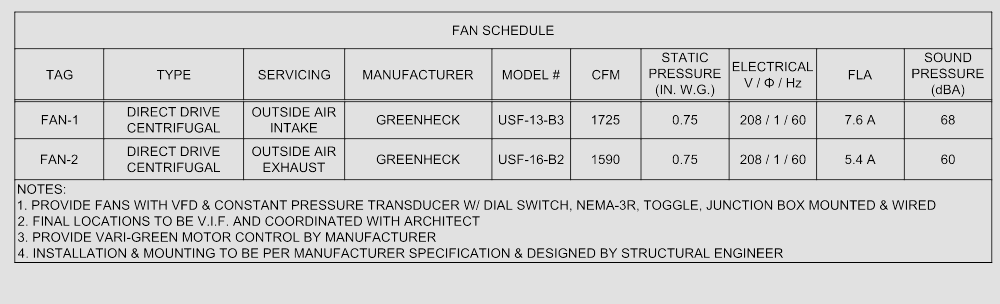 FAN SCHEDULE
TAG TYPE SERVICING MANUFACTURER MODEL # CFM STATIC PRESSURE (IN. W.G.) ELECTRICAL V / Φ / Hz FLA SOUND PRESSURE (dBA)
FAN-1 DIRECT DRIVE CENTRIFUGAL OUTSIDE AIR INTAKE GREENHECK USF-13-B3 1725 0.75 208 / 1 / 60 7.6 A 68
FAN-2 DIRECT DRIVE CENTRIFUGAL OUTSIDE AIR EXHAUST GREENHECK USF-16-B2 1590 0.75 208 / 1 / 60 5.4 A 60
NOTES:
1. PROVIDE FANS WITH VFD & CONSTANT PRESSURE TRANSDUCER W/ DIAL SWITCH, NEMA-3R, TOGGLE, JUNCTION BOX MOUNTED & WIRED
2. FINAL LOCATIONS TO BE V.I.F. AND COORDINATED WITH ARCHITECT
3. PROVIDE VARI-GREEN MOTOR CONTROL BY MANUFACTURER
4. INSTALLATION & MOUNTING TO BE PER MANUFACTURER SPECIFICATION & DESIGNED BY STRUCTURAL ENGINEER